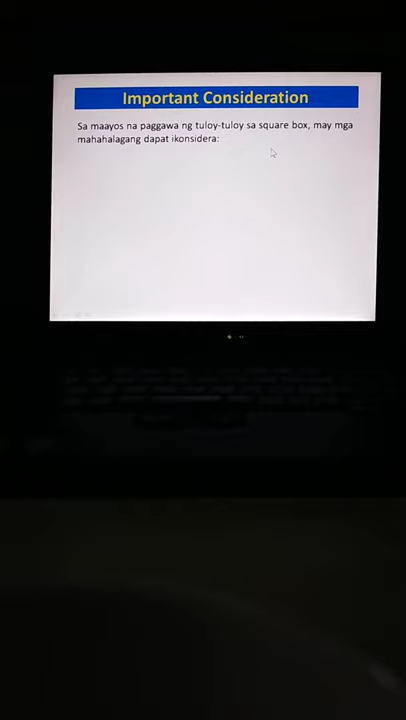 Important Consideration
Sa maayos na paggawa ng tuloy-tuloy sa square box, may mga
mahahalagang dapat ikonsidera: